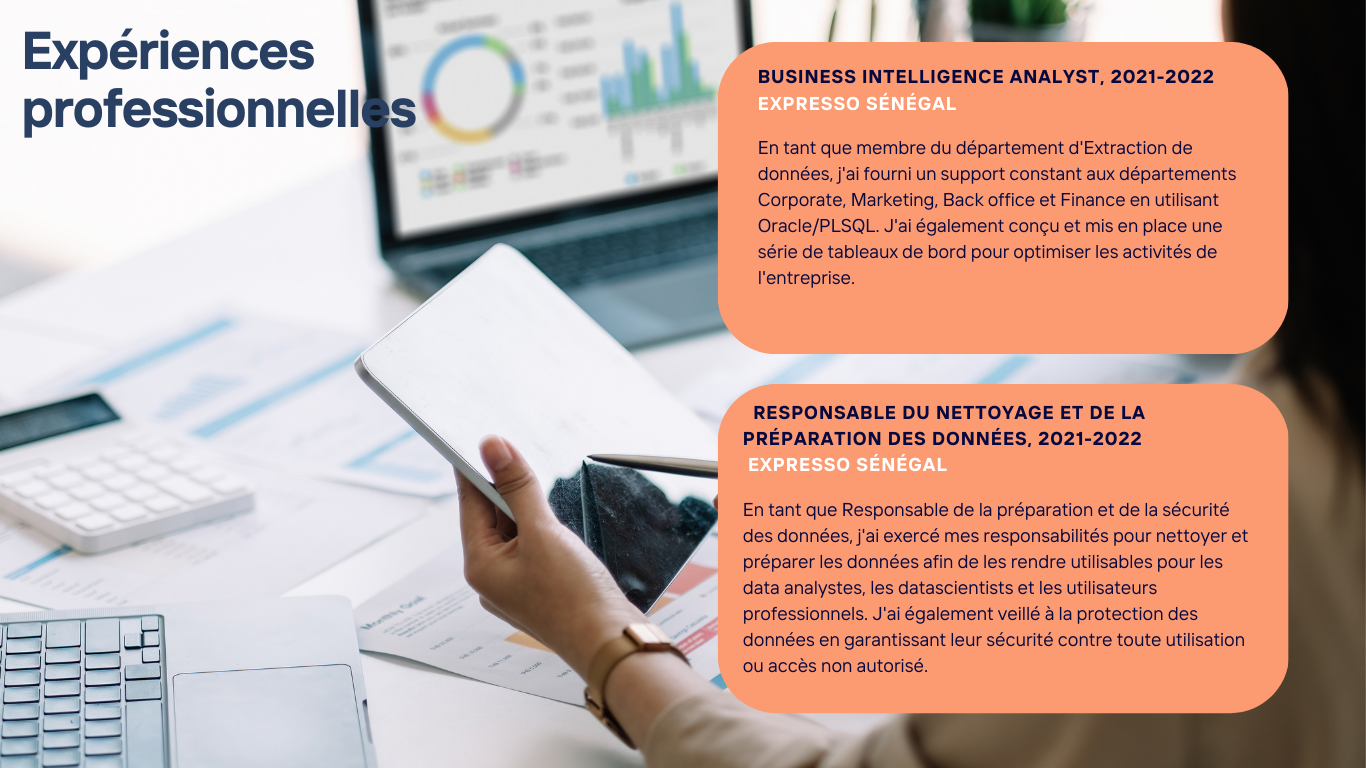 Expériences
professionnelles
BUSINESS INTELLIGENCE ANALYST, 2021-2022
EXPRESSO SÉNÉGAL
En tant que membre du département d'Extraction de
données, j'ai fourni un support constant aux départements
Corporate, Marketing, Back office et Finance en utilisant
Oracle/PLSQL. J'ai également conçu et mis en place une
série de tableaux de bord pour optimiser les activités de
l'entreprise.
RESPONSABLE DU NETTOYAGE ET DE LA
PRÉPARATION DES DONNÉES, 2021-2022
EXPRESSO SÉNÉGAL
En tant que Responsable de la préparation et de la sécurité
des données, j'ai exercé mes responsabilités pour nettoyer et
préparer les données afin de les rendre utilisables pour les
data analystes, les datascientists et les utilisateurs
professionnels. J'ai également veillé à la protection des
données en garantissant leur sécurité contre toute utilisation
ou accès non autorisé.
Monthly Goal